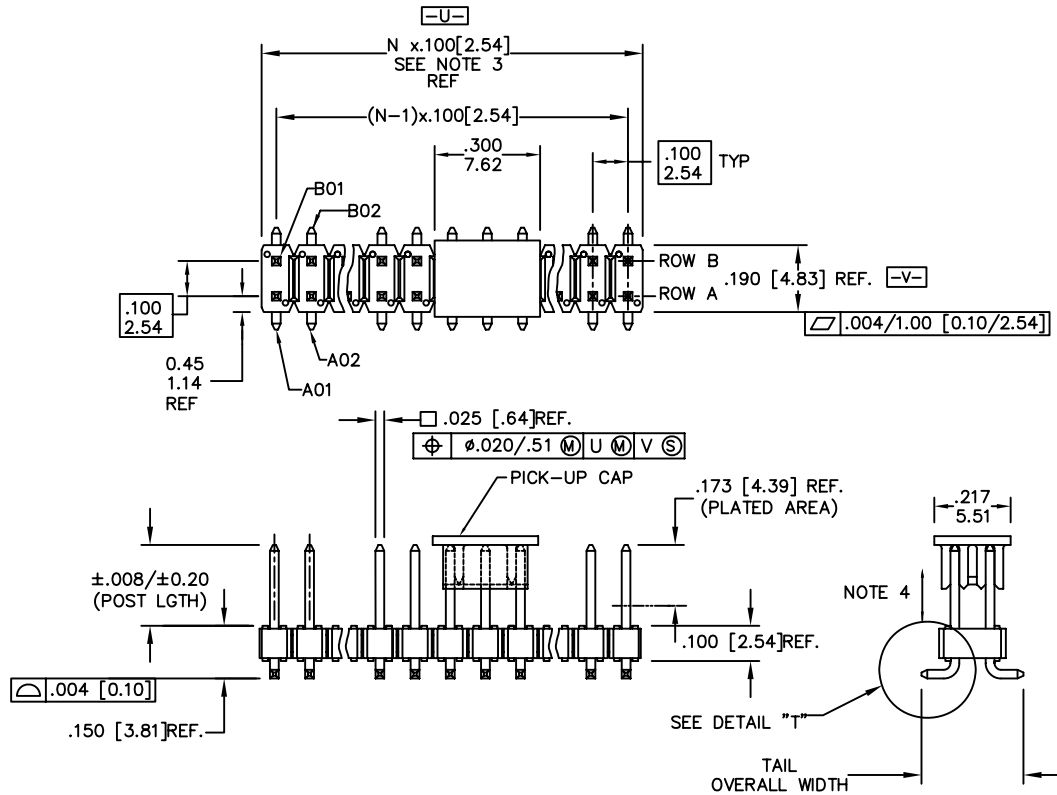 -U-
N x.100[2.54]
SEE NOTE 3
REF
(N-1)x.100[2.54]
.300
7.62
.100
2.54
TYP
B01
B02
ROW B
.190 [4.83] REF.
-V-
ROW A
.100
2.54
.004/1.00 [0.10/2.54]
0.45
1.14
REF
A02
A01
□ .025 [.64]REF.
⌖ ø.020/.51 Ⓜ U Ⓜ V Ⓢ
PICK-UP CAP
.173 [4.39] REF.
(PLATED AREA)
.217
5.51
±.008/±0.20
(POST LGTH)
NOTE 4
.100 [2.54]REF.
.004 [0.10]
.150 [3.81]REF.
SEE DETAIL "T"
TAIL
OVERALL WIDTH